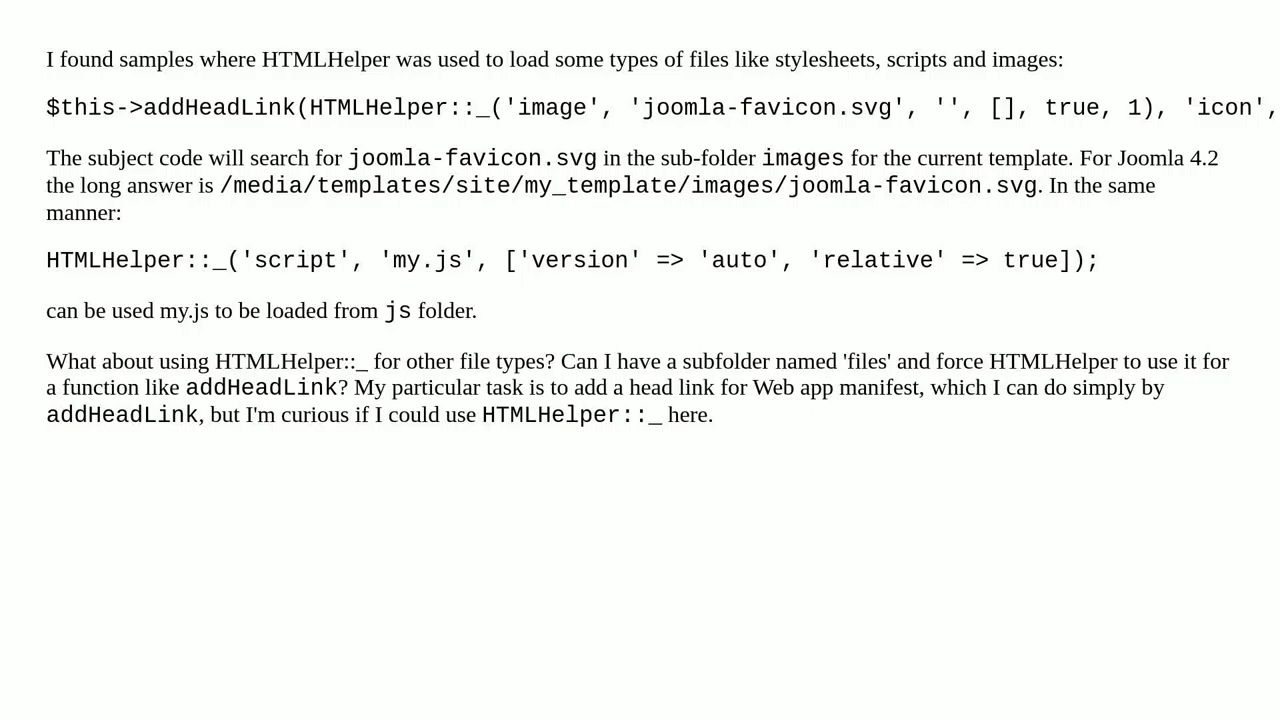 I found samples where HTMLHelper was used to load some types of files like stylesheets, scripts and images:
$this->addHeadLink(HTMLHelper::_('image', 'joomla-favicon.svg', '', [], true, 1), 'icon',
The subject code will search for joomla-favicon.svg in the sub-folder images for the current template. For Joomla 4.2
the long answer is /media/templates/site/my_template/images/joomla-favicon.svg. In the same
manner:
HTMLHelper::_('script', 'my.js', ['version' => 'auto', 'relative' => true]);
can be used my.js to be loaded from js folder.
What about using HTMLHelper::_ for other file types? Can I have a subfolder named 'files' and force HTMLHelper to use it for
a function like addHeadLink? My particular task is to add a head link for Web app manifest, which I can do simply by
addHeadLink, but I'm curious if I could use HTMLHelper::_ here.